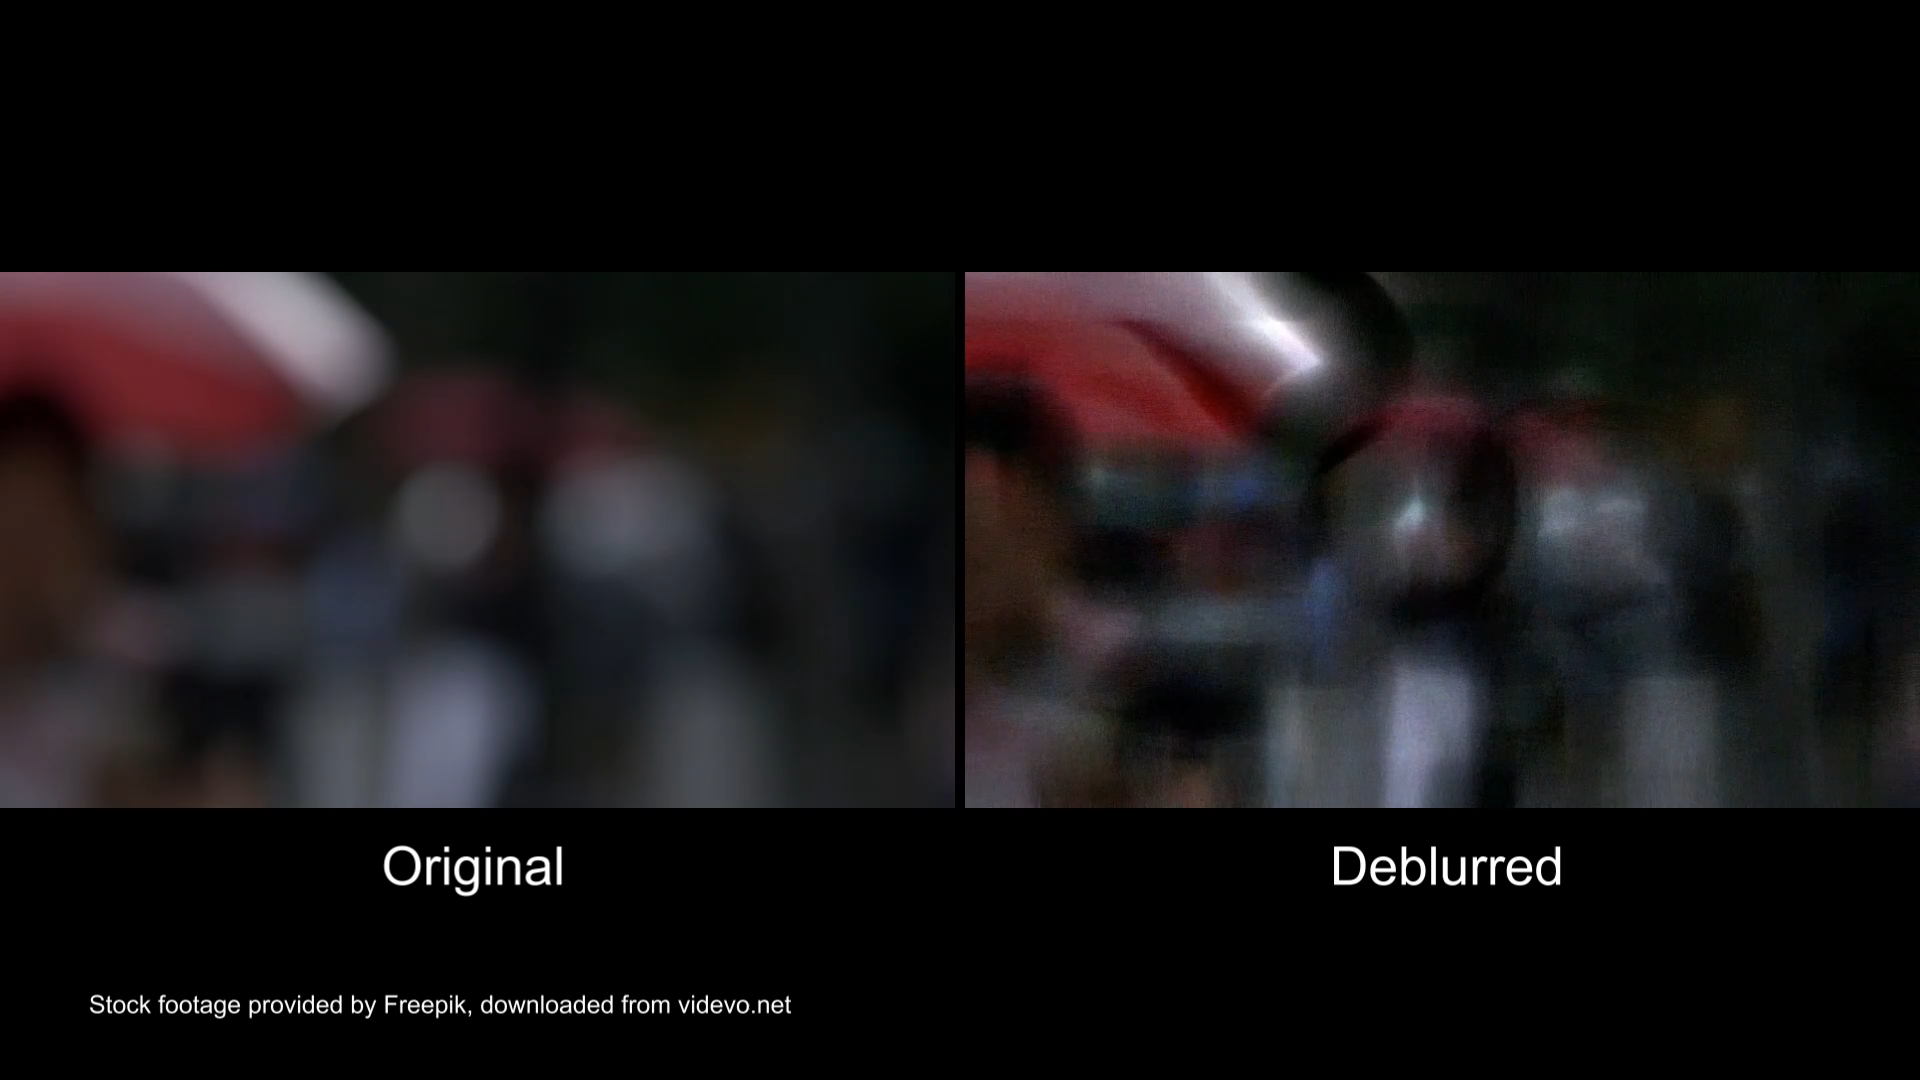 Original
Deblurred
Stock footage provided by Freepik, downloaded from videvo.net